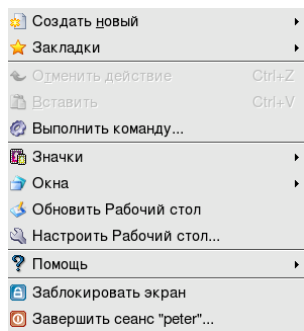 Создать новый
Закладки
Отменить действие Ctrl+Z
Вставить Ctrl+V
Выполнить команду...
Значки
Окна
Обновить Рабочий стол
Настроить Рабочий стол...
Помощь
Заблокировать экран
Завершить сеанс "peter"...